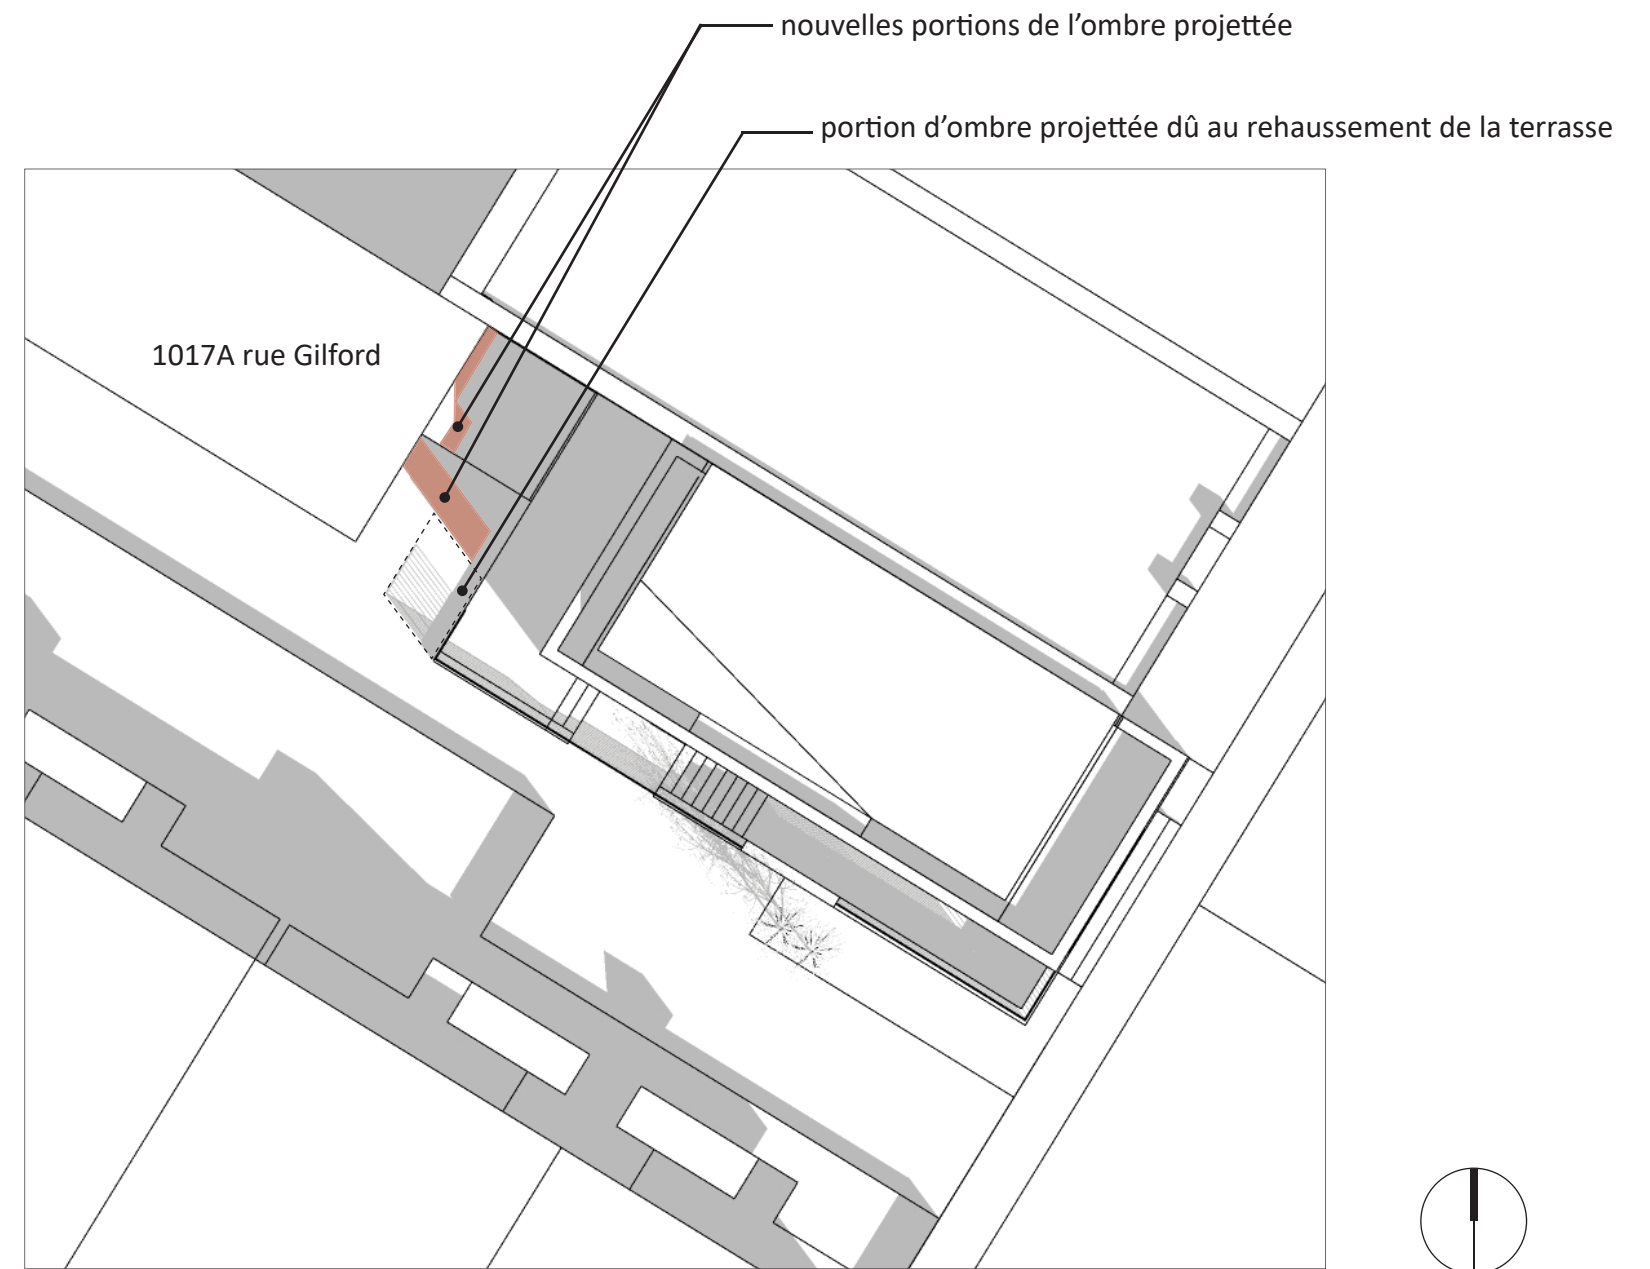 nouvelles portions de l’ombre projettée
portion d’ombre projettée dû au rehaussement de la terrasse
1017A rue Gilford